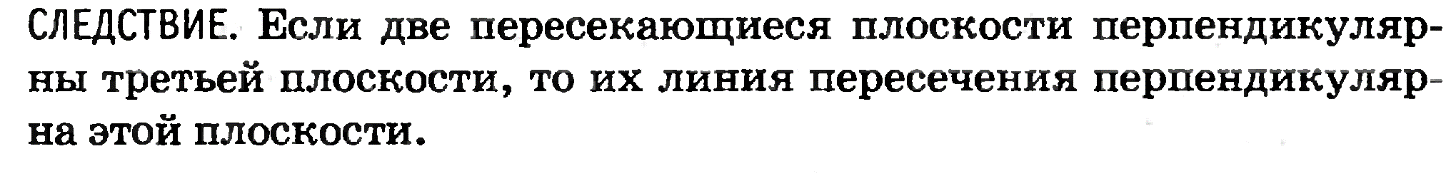 СЛЕДСТВИЕ. Если две пересекающиеся плоскости перпендикуляр-
ны третьей плоскости, то их линия пересечения перпендикуляр-
на этой плоскости.